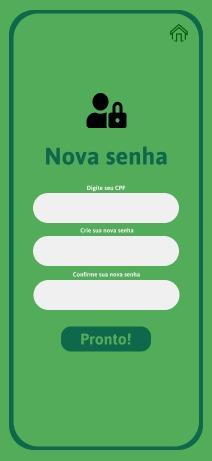 Nova senha
Digite seu CPF
Crie sua nova senha
Confirme sua nova senha
Pronto!